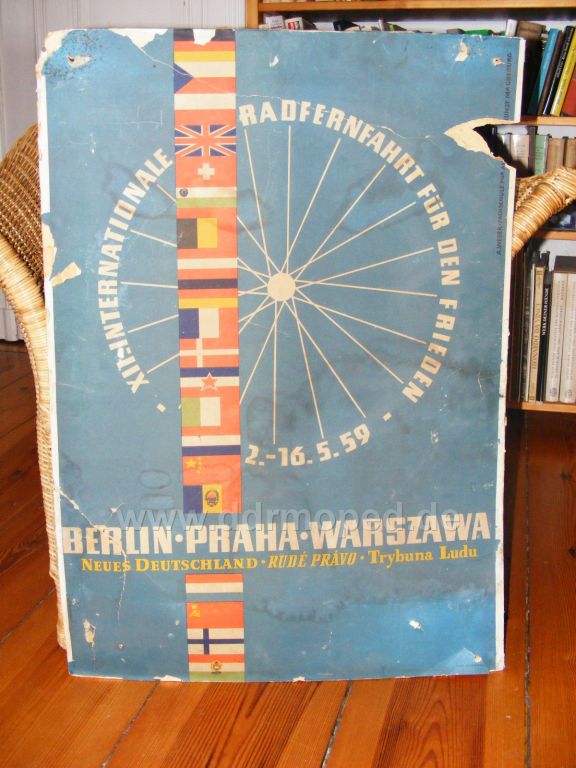 XII. INTERNATIONALE RADFERNFAHRT FÜR DEN FRIEDEN
2.-16.5.59
www.ddrmoped.de
BERLIN·PRAHA·WARSZAWA
NEUES DEUTSCHLAND · RUDÉ PRÁVO · Trybuna Ludu